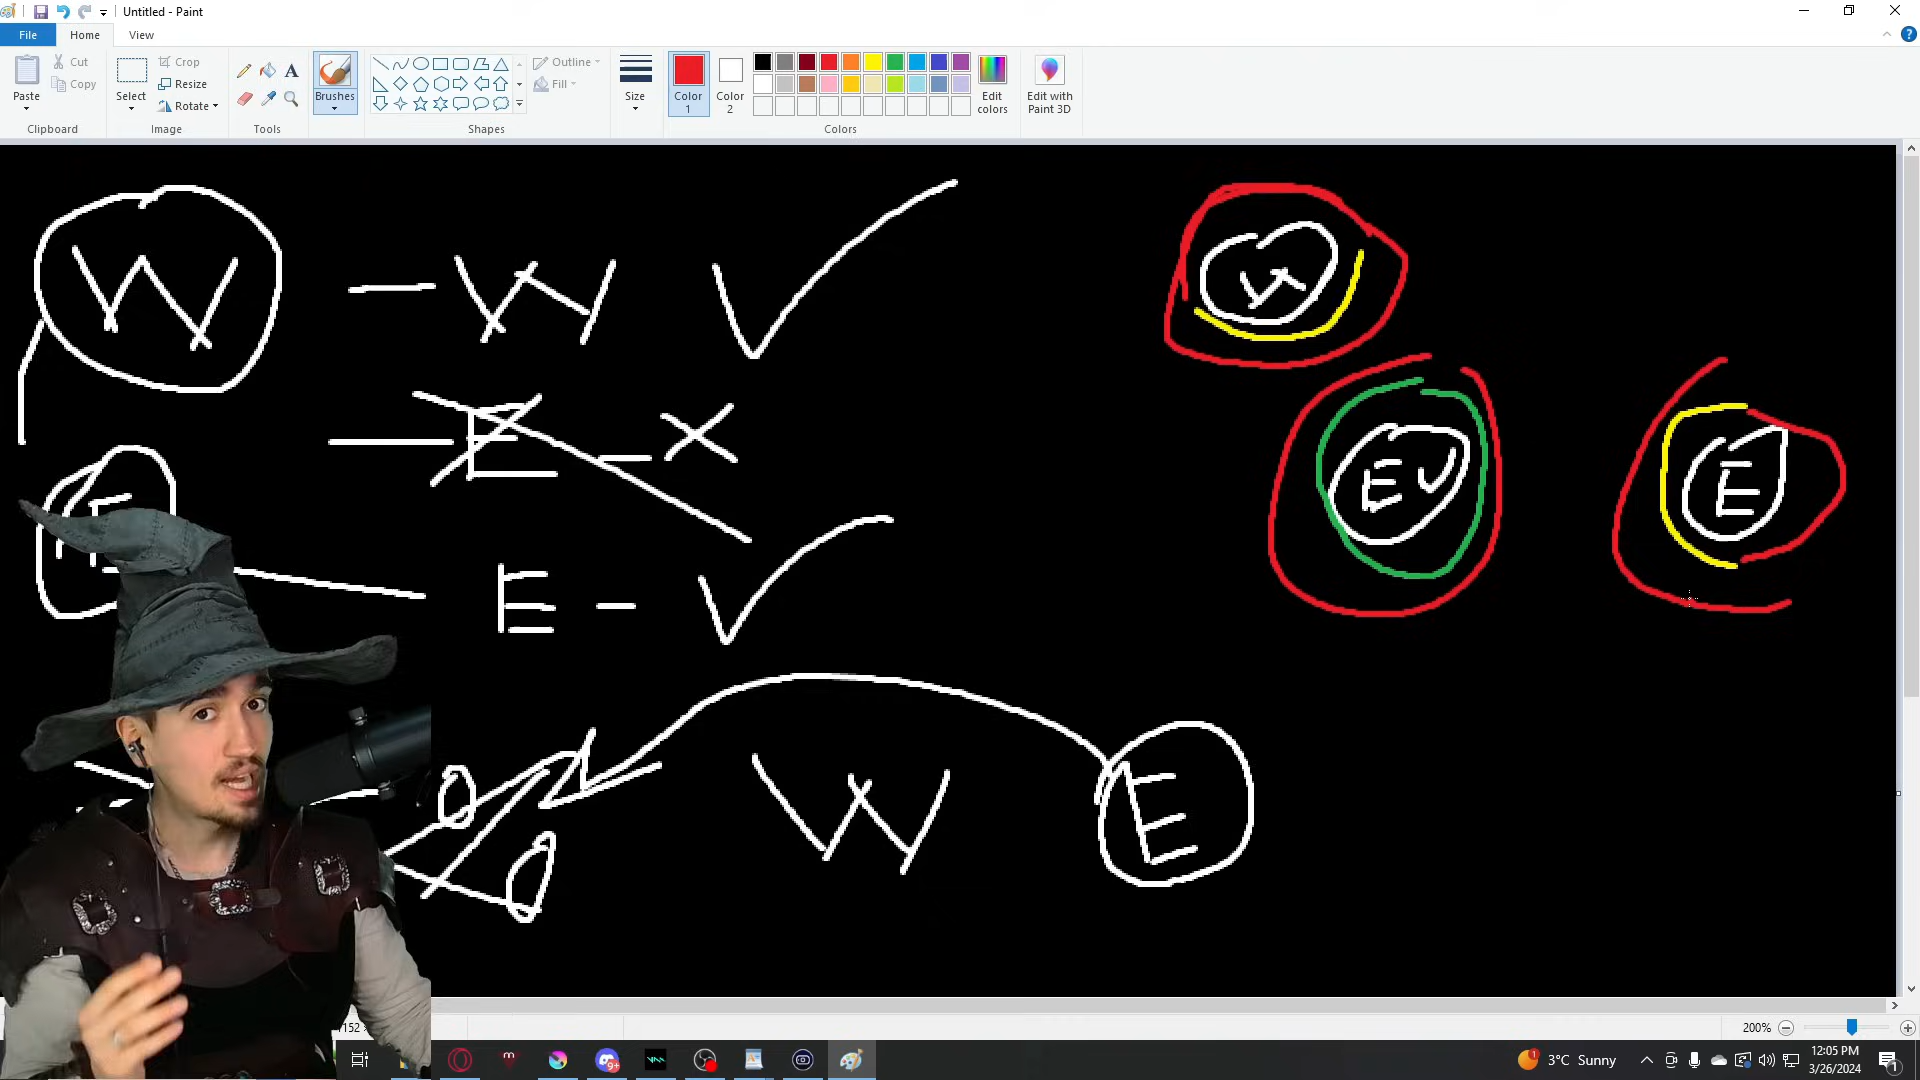 Untitled - Paint
File Home View
Paste
Cut
Copy
Clipboard
Select
Crop
Resize
Rotate
Image
Tools
Brushes
Shapes
Outline
Fill
Size
Color 1
Color 2
Colors
Edit colors
Edit with Paint 3D
W - W
E - X
E -
W E
E
E
200%
9+
3°C Sunny
12:05 PM
3/26/2024